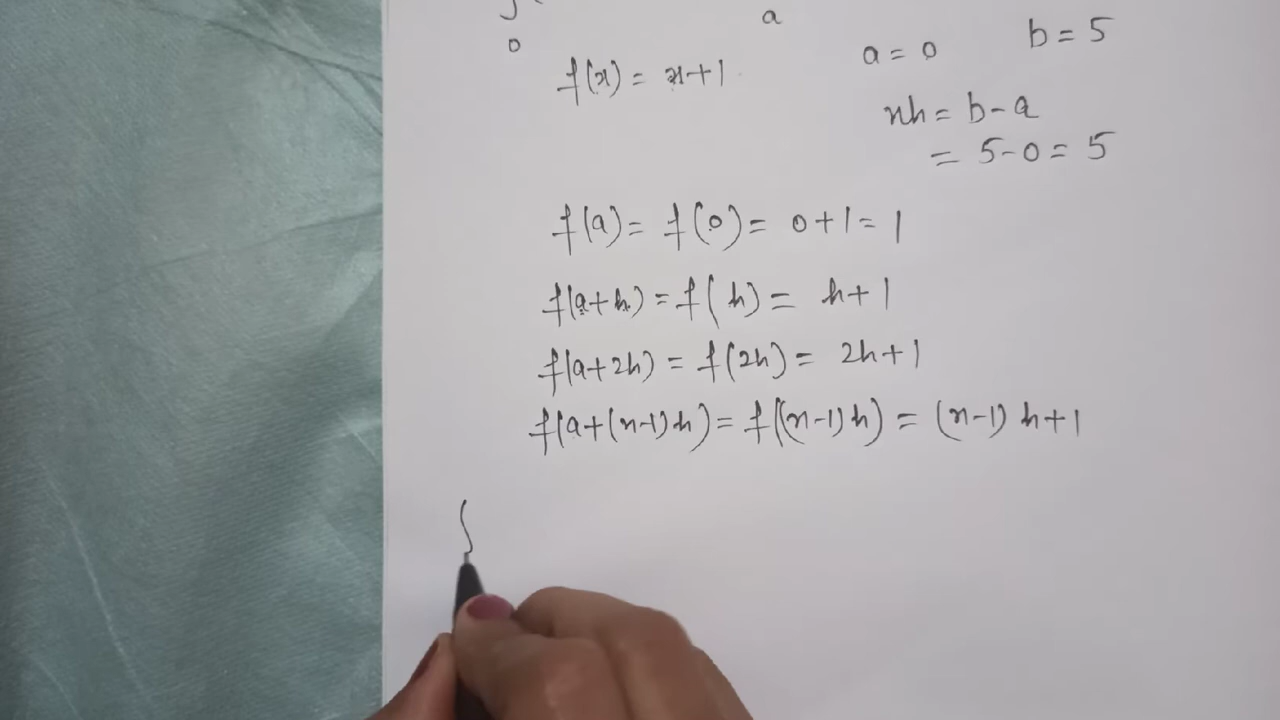 ∫
0
a
f(x) = x+1
a = 0 b = 5
nh = b - a
= 5 - 0 = 5
f(a) = f(0) = 0+1 = 1
f(a+h) = f(h) = h+1
f(a+2h) = f(2h) = 2h+1
f(a+(n-1)h) = f((n-1)h) = (n-1)h+1
∫